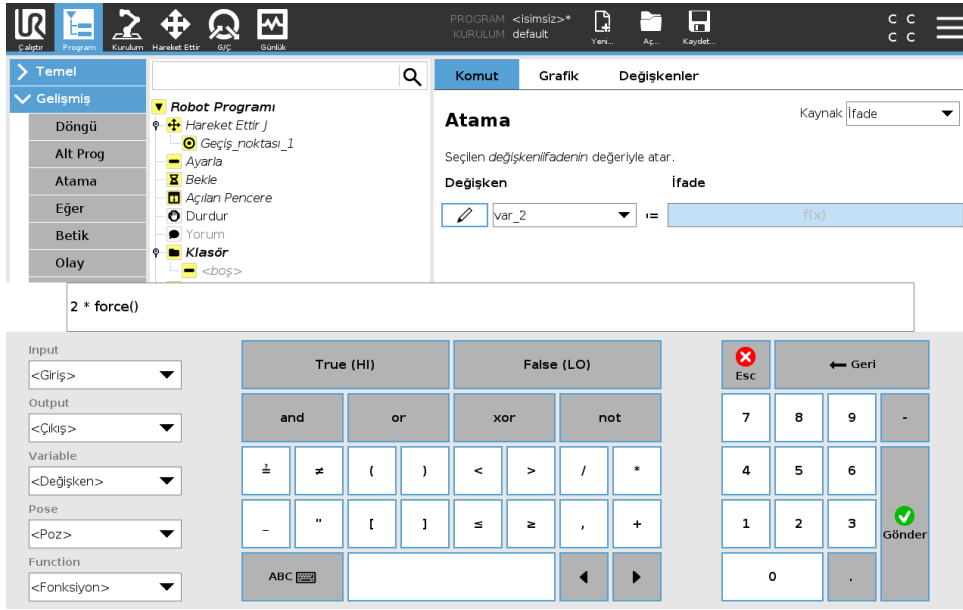 PROGRAM <isimsiz>*
KURULUM default
Çalıştır Program Kurulum Hareket Ettir G/Ç Günlük Yeni... Aç... Kaydet...
C C
C C
Temel
Gelişmiş
Döngü
Alt Prog
Atama
Eğer
Betik
Olay
Robot Programı
Hareket Ettir J
Geçiş_noktası_1
Ayarla
Bekle
Açılan Pencere
Durdur
Yorum
Klasör
<boş>
Komut Grafik Değişkenler
Atama
Kaynak İfade
Seçilen değişkeniifadenin değeriyle atar.
Değişken İfade
var_2 := f(x)
2 * force()
Input
<Giriş>
Output
<Çıkış>
Variable
<Değişken>
Pose
<Poz>
Function
<Fonksiyon>
True (HI) False (LO)
and or xor not
≟ ≠ ( ) < > / *
_ " [ ] ≤ ≥ , +
ABC
Esc Geri
7 8 9 -
4 5 6
1 2 3 Gönder
0 .